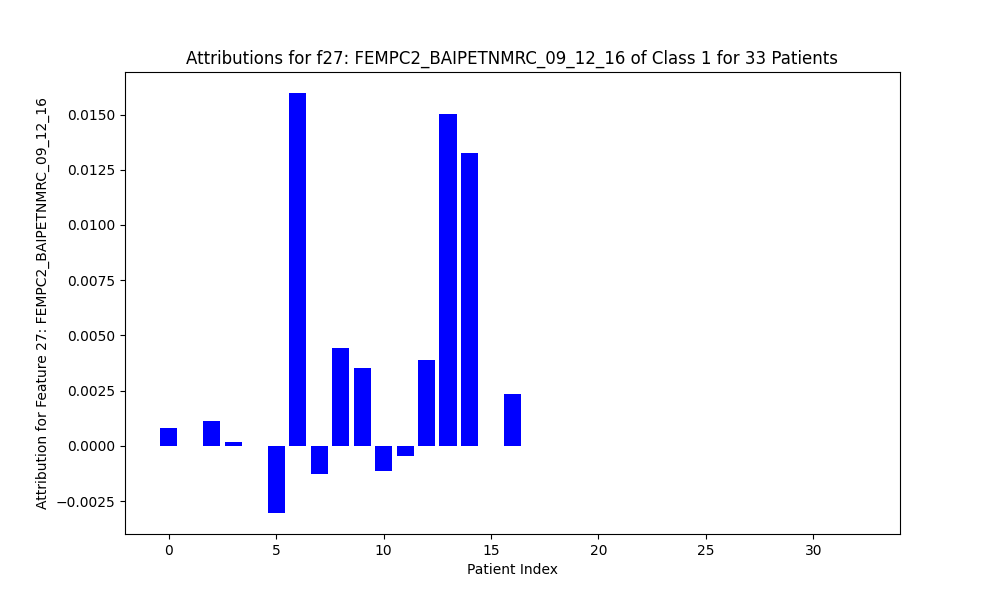 Attributions for f27: FEMPC2_BAIPETNMRC_09_12_16 of Class 1 for 33 Patients
Attribution for Feature 27: FEMPC2_BAIPETNMRC_09_12_16
0.0150
0.0125
0.0100
0.0075
0.0050
0.0025
0.0000
−0.0025
0 5 10 15 20 25 30
Patient Index